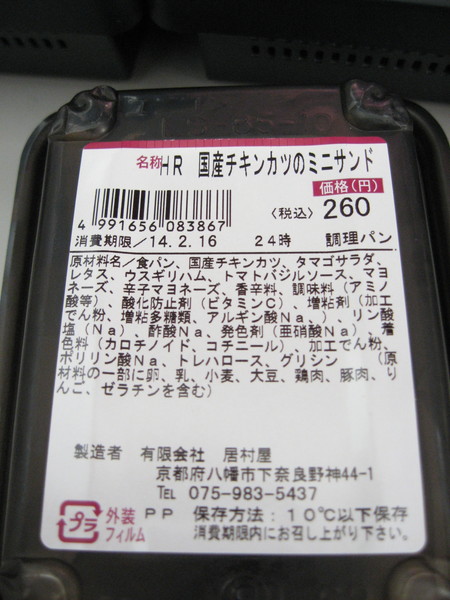 名称HR 国産チキンカツのミニサンド
価格(円)
4 991656 083867
〈税込〉260
消費期限/14.2.16 24時 調理パン
原材料名/食パン、国産チキンカツ、タマゴサラダ、
レタス、ウスギリハム、トマトバジルソース、マヨ
ネーズ、辛子マヨネーズ、香辛料、調味料(アミノ
酸等)、酸化防止剤(ビタミンC)、増粘剤(加工
でん粉、増粘多糖類、アルギン酸Na、)、リン酸
塩(Na)、酢酸Na、発色剤(亜硝酸Na)、着
色料(カロチノイド、コチニール)、加工でん粉、
ポリリン酸Na、トレハロース、グリシン (原
材料の一部に卵、乳、小麦、大豆、鶏肉、豚肉、り
んご、ゼラチンを含む)
製造者 有限会社 居村屋
京都府八幡市下奈良野神44-1
TEL 075-983-5437
プラ 外装フィルム PP 保存方法:10℃以下保存
消費期限内にお召し上がり下さい。